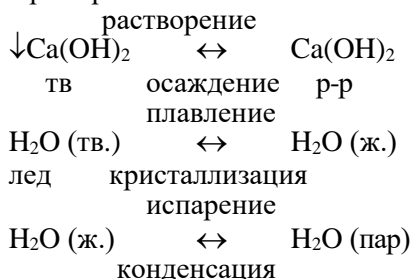 растворение
↓Ca(OH)₂ ↔ Ca(OH)₂
тв осаждение р-р
плавление
H₂O (тв.) ↔ H₂O (ж.)
лед кристаллизация
испарение
H₂O (ж.) ↔ H₂O (пар)
конденсация